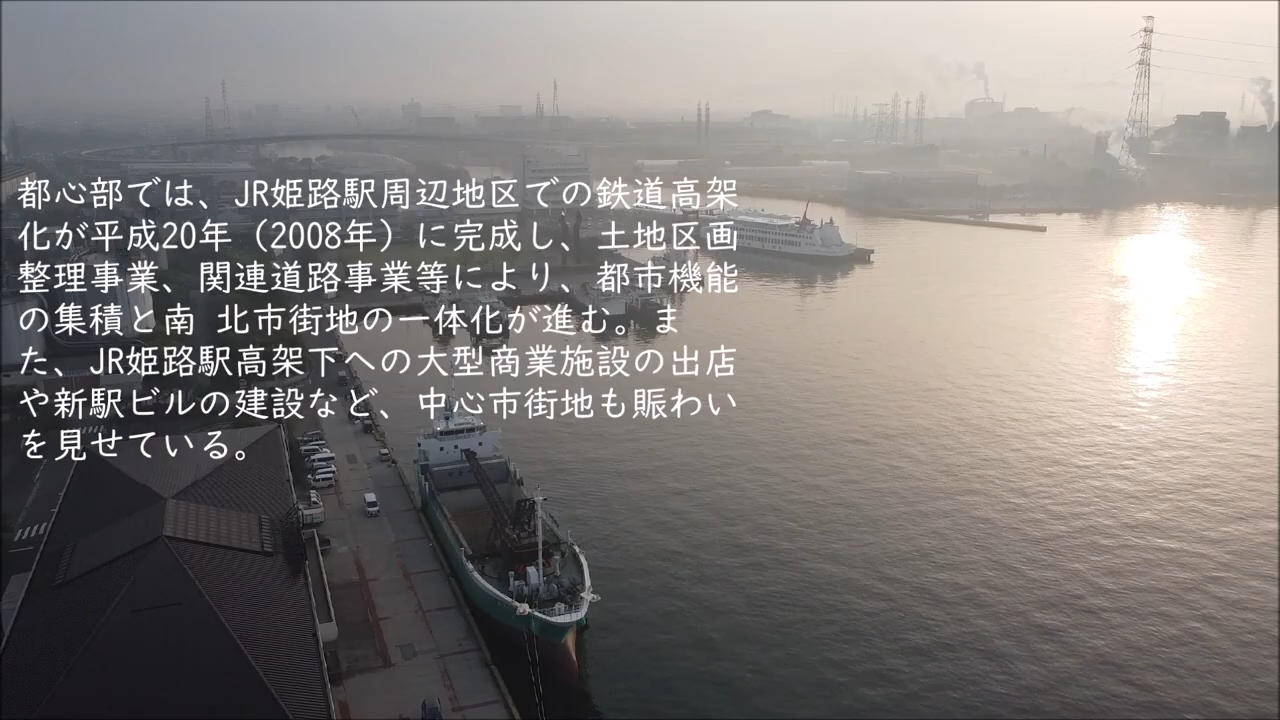 都心部では、JR姫路駅周辺地区での鉄道高架
化が平成20年（2008年）に完成し、土地区画
整理事業、関連道路事業等により、都市機能
の集積と南 北市街地の一体化が進む。ま
た、JR姫路駅高架下への大型商業施設の出店
や新駅ビルの建設など、中心市街地も賑わい
を見せている。